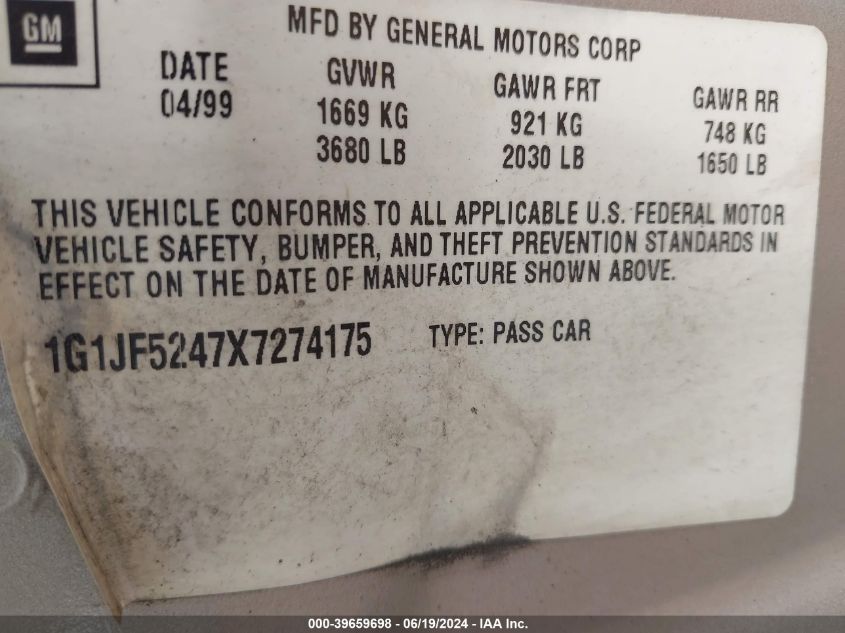 GM
MFD BY GENERAL MOTORS CORP
DATE GVWR GAWR FRT GAWR RR
04/99 1669 KG 921 KG 748 KG
3680 LB 2030 LB 1650 LB
THIS VEHICLE CONFORMS TO ALL APPLICABLE U.S. FEDERAL MOTOR
VEHICLE SAFETY, BUMPER, AND THEFT PREVENTION STANDARDS IN
EFFECT ON THE DATE OF MANUFACTURE SHOWN ABOVE.
1G1JF5247X7274175 TYPE: PASS CAR
000-39659698 - 06/19/2024 - IAA Inc.